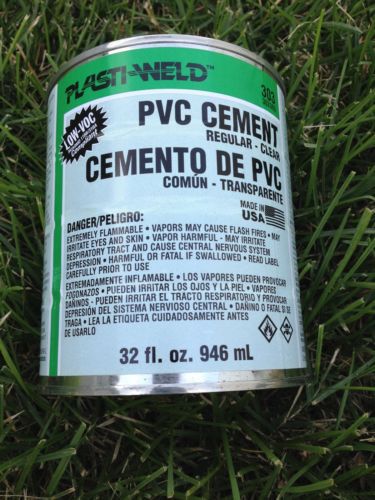 PLASTI-WELD™
303
LOW-VOC
Compliant
PVC CEMENT
REGULAR - CLEAR
CEMENTO DE PVC
COMÚN - TRANSPARENTE
MADE IN
USA
DANGER/PELIGRO:
EXTREMELY FLAMMABLE • VAPORS MAY CAUSE FLASH FIRES • MAY
IRRITATE EYES AND SKIN • VAPOR HARMFUL - MAY IRRITATE
RESPIRATORY TRACT AND CAUSE CENTRAL NERVOUS SYSTEM
DEPRESSION • HARMFUL OR FATAL IF SWALLOWED • READ LABEL
CAREFULLY PRIOR TO USE
EXTREMADAMENTE INFLAMABLE • LOS VAPORES PUEDEN PROVOCAR
FOGONAZOS • PUEDEN IRRITAR LOS OJOS Y LA PIEL • VAPORES
DAÑINOS - PUEDEN IRRITAR EL TRACTO RESPIRATORIO Y PROVOCAR
DEPRESIÓN DEL SISTEMA NERVIOSO CENTRAL • DAÑINO O FATAL SI SE
TRAGA • LEA LA ETIQUETA CUIDADOSAMENTE ANTES
DE USARLO
32 fl. oz. 946 mL